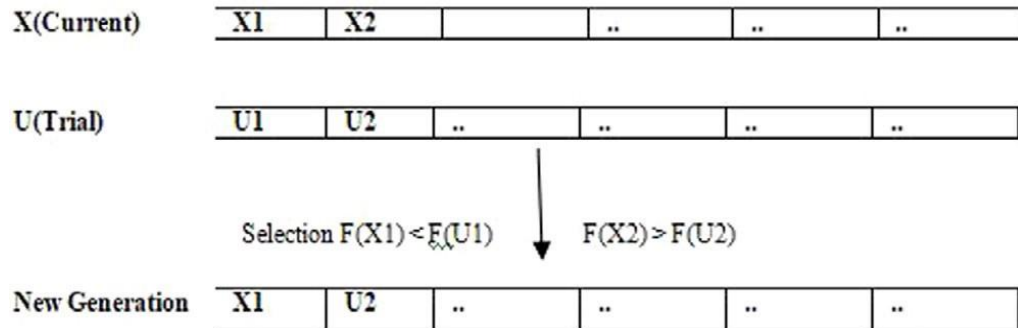 X(Current) X1 X2 .. .. ..
U(Trial) U1 U2 .. .. .. ..
Selection F(X1) < F(U1) F(X2) > F(U2)
New Generation X1 U2 .. .. .. ..